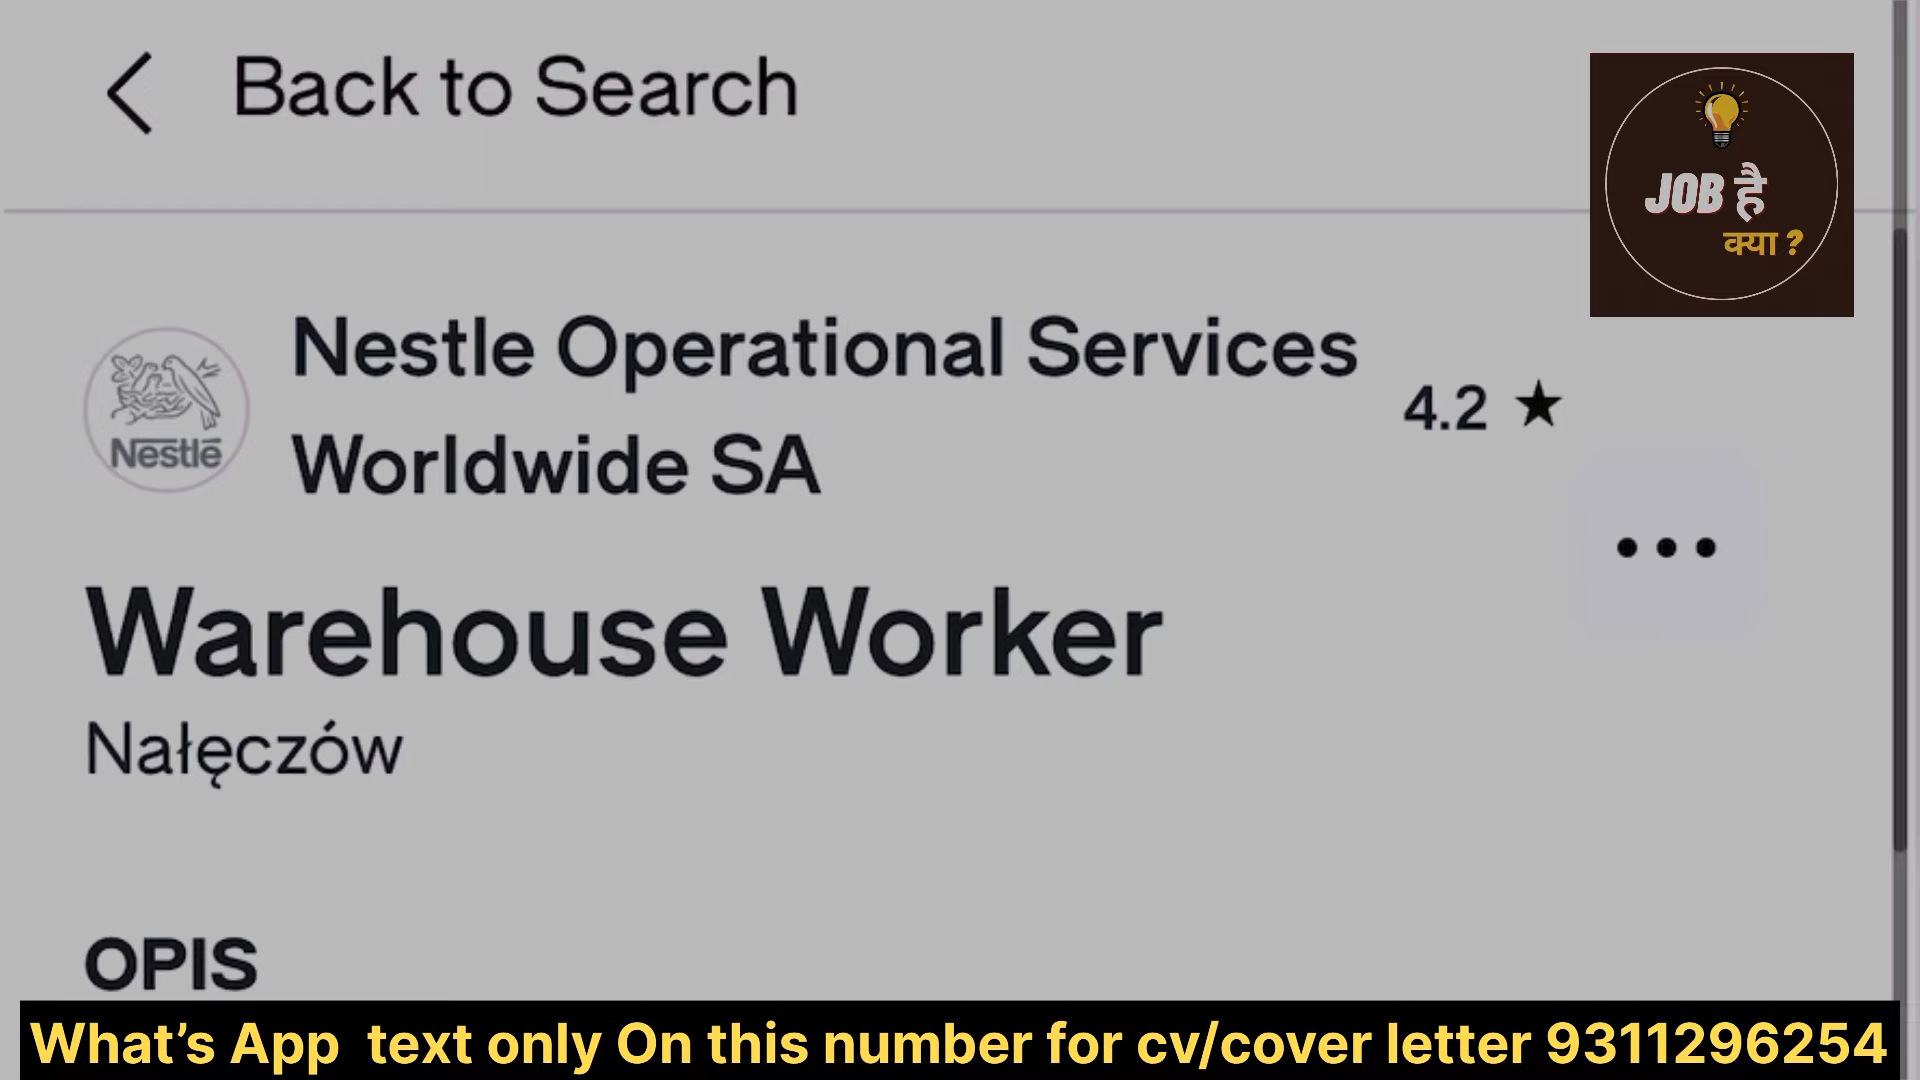 Back to Search
JOB है
क्या ?
Nestle Operational Services
Worldwide SA
4.2 ★
Nestlé
Warehouse Worker
Nałęczów
OPIS
What's App text only On this number for cv/cover letter 9311296254